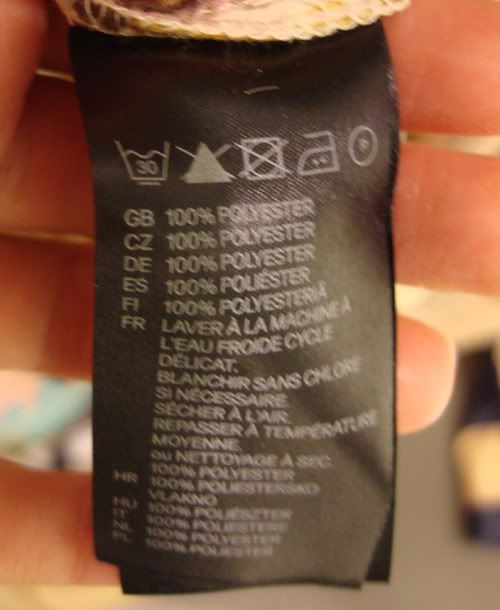 30
GB 100% POLYESTER
CZ 100% POLYESTER
DE 100% POLYESTER
ES 100% POLIÉSTER
FI 100% POLYESTERIÄ
FR LAVER À LA MACHINE À
L'EAU FROIDE CYCLE
DÉLICAT.
BLANCHIR SANS CHLORE
SI NÉCESSAIRE.
SÉCHER À L'AIR.
REPASSER À TEMPÉRATURE
MOYENNE.
ou NETTOYAGE À SEC.
100% POLYESTER
HR 100% POLIESTERSKO
VLAKNO
HU 100% POLIÉSZTER
IT 100% POLIESTERE
NL 100% POLYESTER
PL 100% POLIESTER